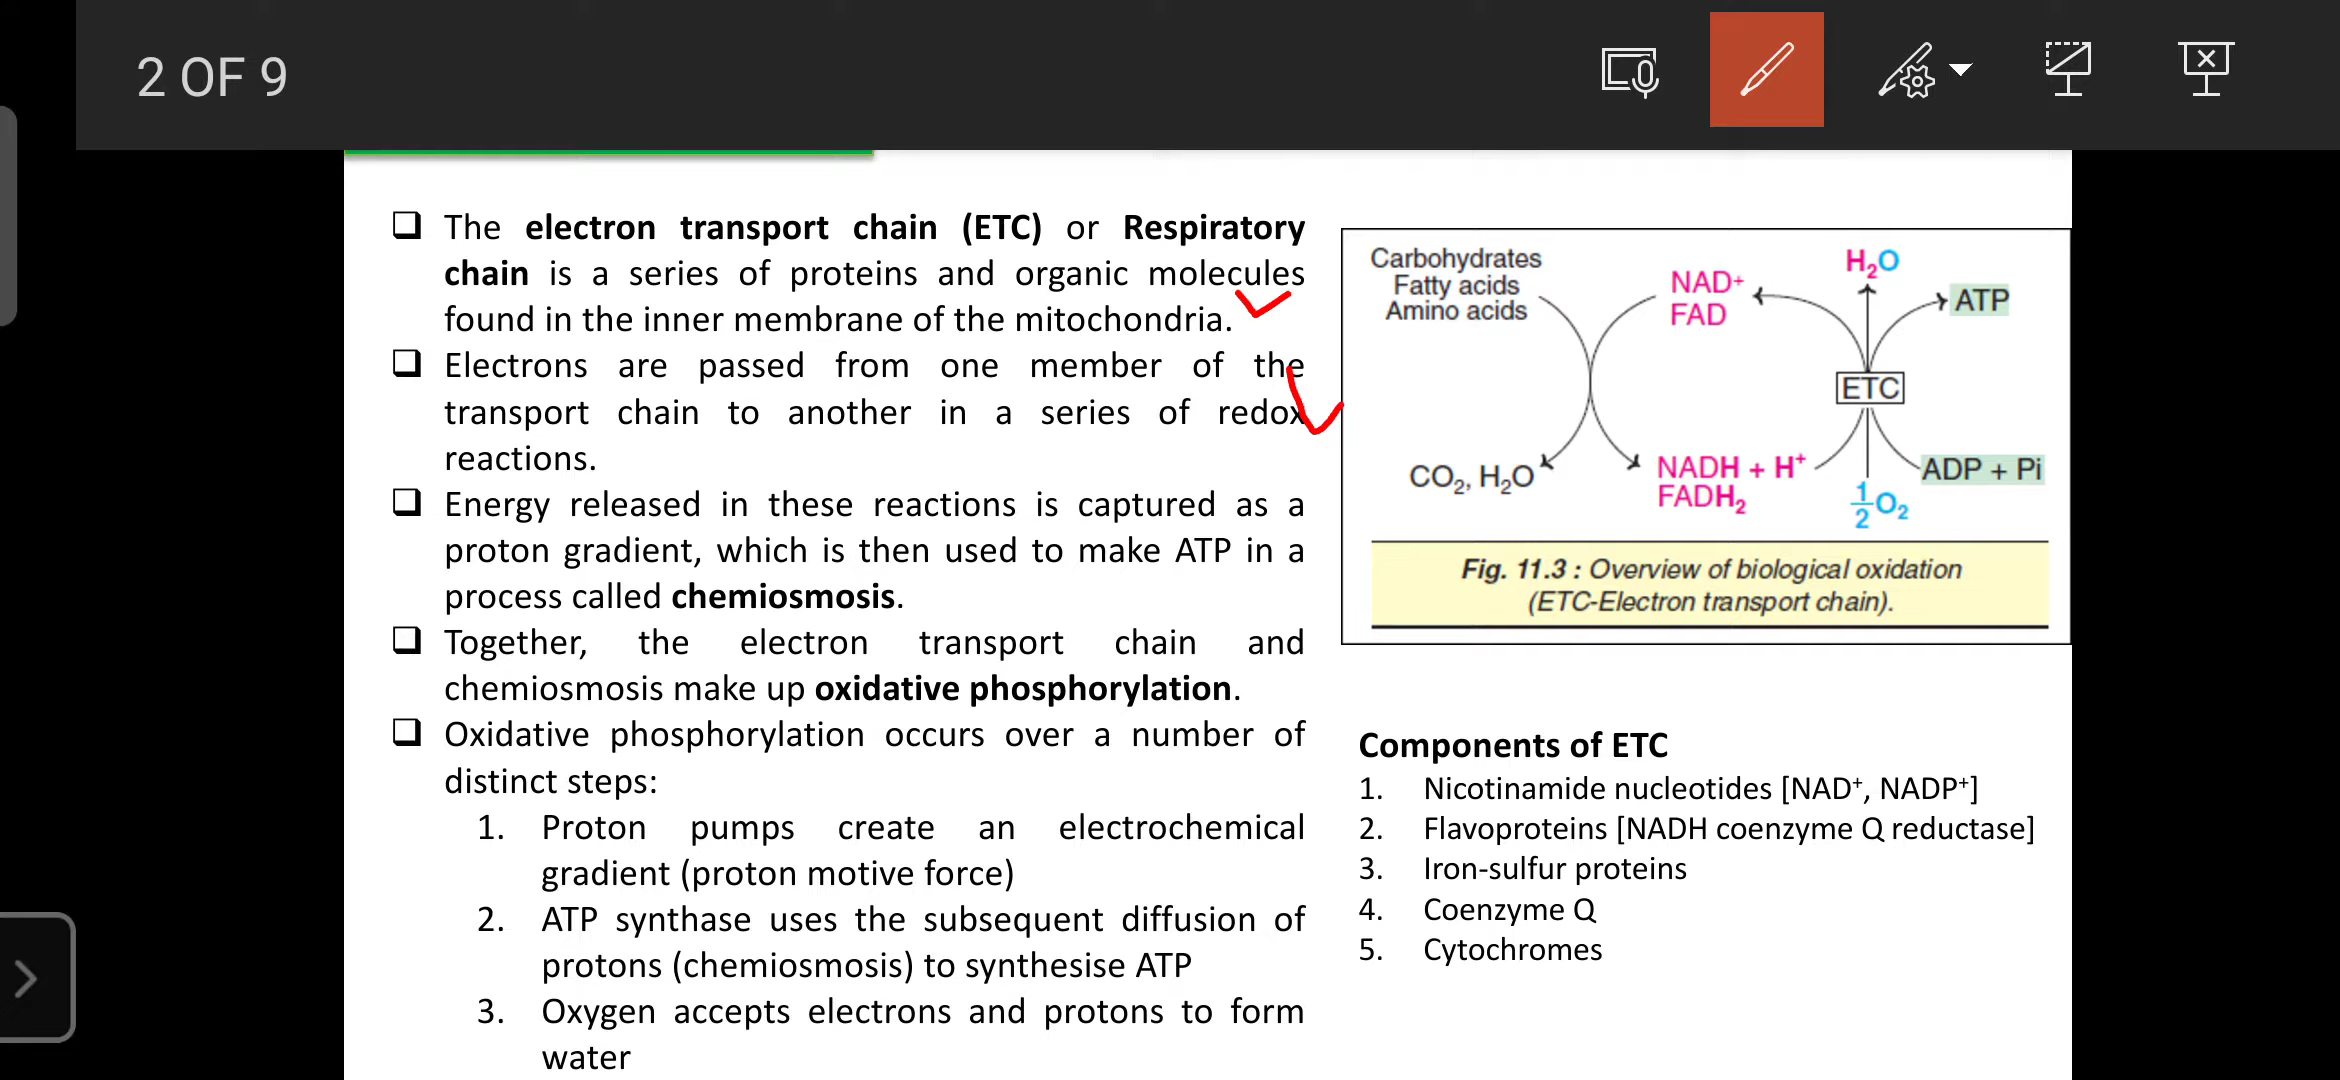 2 OF 9
❑ The electron transport chain (ETC) or Respiratory
chain is a series of proteins and organic molecules
found in the inner membrane of the mitochondria.
❑ Electrons are passed from one member of the
transport chain to another in a series of redox
reactions.
❑ Energy released in these reactions is captured as a
proton gradient, which is then used to make ATP in a
process called chemiosmosis.
❑ Together, the electron transport chain and
chemiosmosis make up oxidative phosphorylation.
❑ Oxidative phosphorylation occurs over a number of
distinct steps:
1. Proton pumps create an electrochemical
gradient (proton motive force)
2. ATP synthase uses the subsequent diffusion of
protons (chemiosmosis) to synthesise ATP
3. Oxygen accepts electrons and protons to form
water
Carbohydrates
Fatty acids
Amino acids
NAD⁺
FAD
H₂O
ATP
ETC
CO₂, H₂O
NADH + H⁺
FADH₂
½O₂
ADP + Pi
Fig. 11.3 : Overview of biological oxidation
(ETC-Electron transport chain).
Components of ETC
1. Nicotinamide nucleotides [NAD⁺, NADP⁺]
2. Flavoproteins [NADH coenzyme Q reductase]
3. Iron-sulfur proteins
4. Coenzyme Q
5. Cytochromes